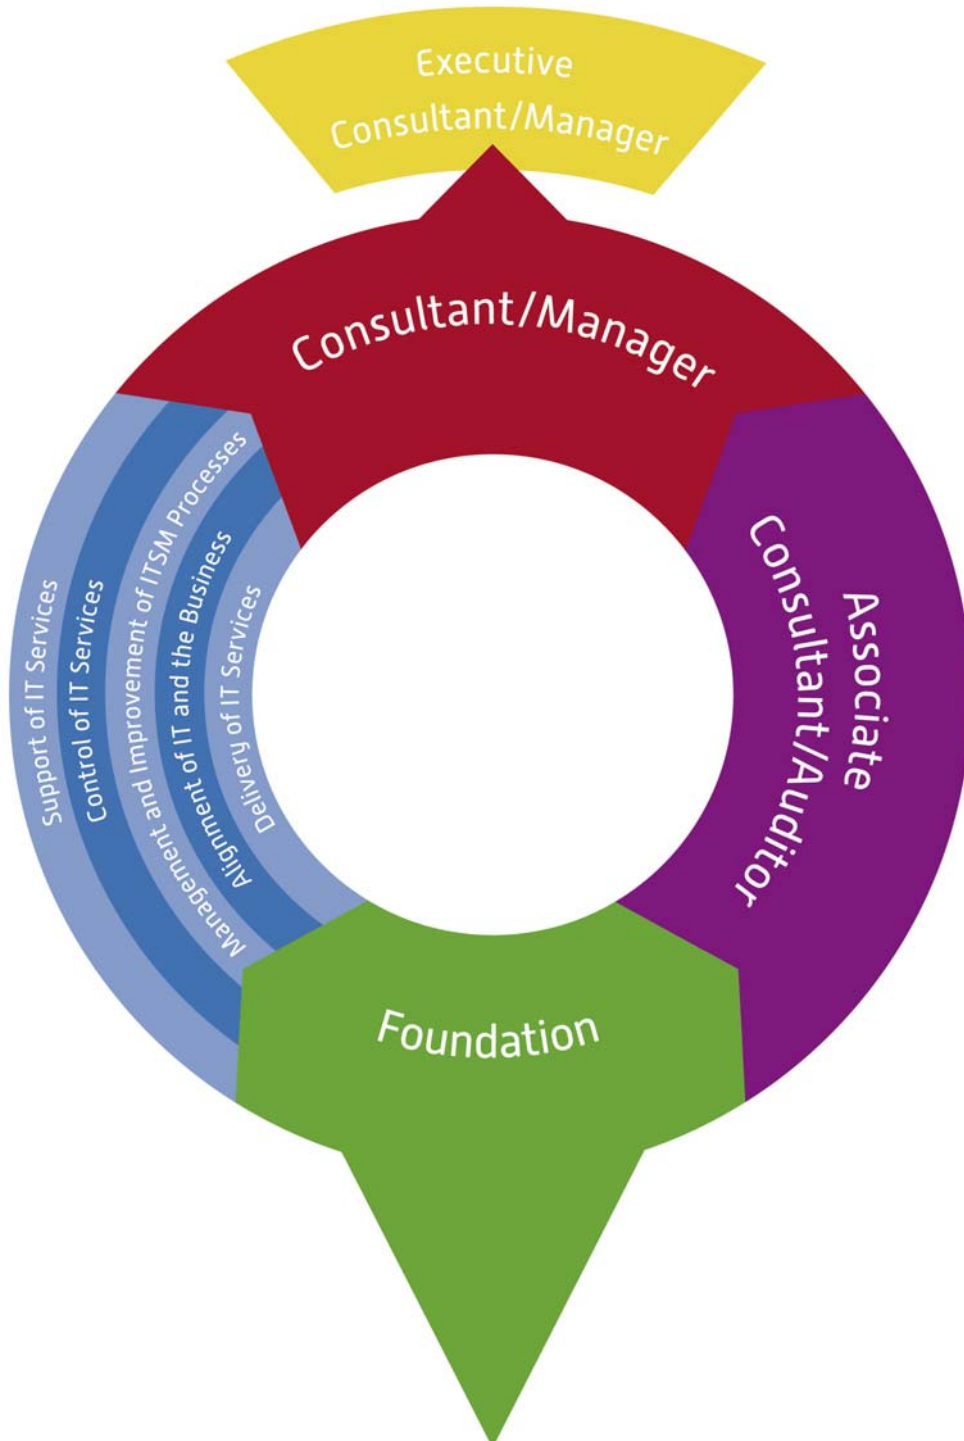 Executive
Consultant/Manager
Consultant/Manager
Support of IT Services
Control of IT Services
Management and Improvement of ITSM Processes
Alignment of IT and the Business
Delivery of IT Services
Associate
Consultant/Auditor
Foundation